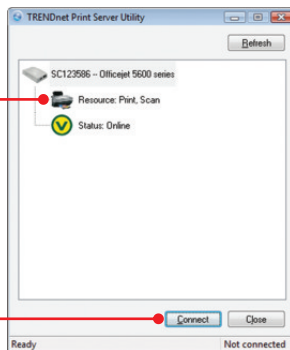 TRENDnet Print Server Utility
Refresh
SC123586 -- Officejet 5600 series
Resource: Print, Scan
Status: Online
Connect Close
Ready Not connected